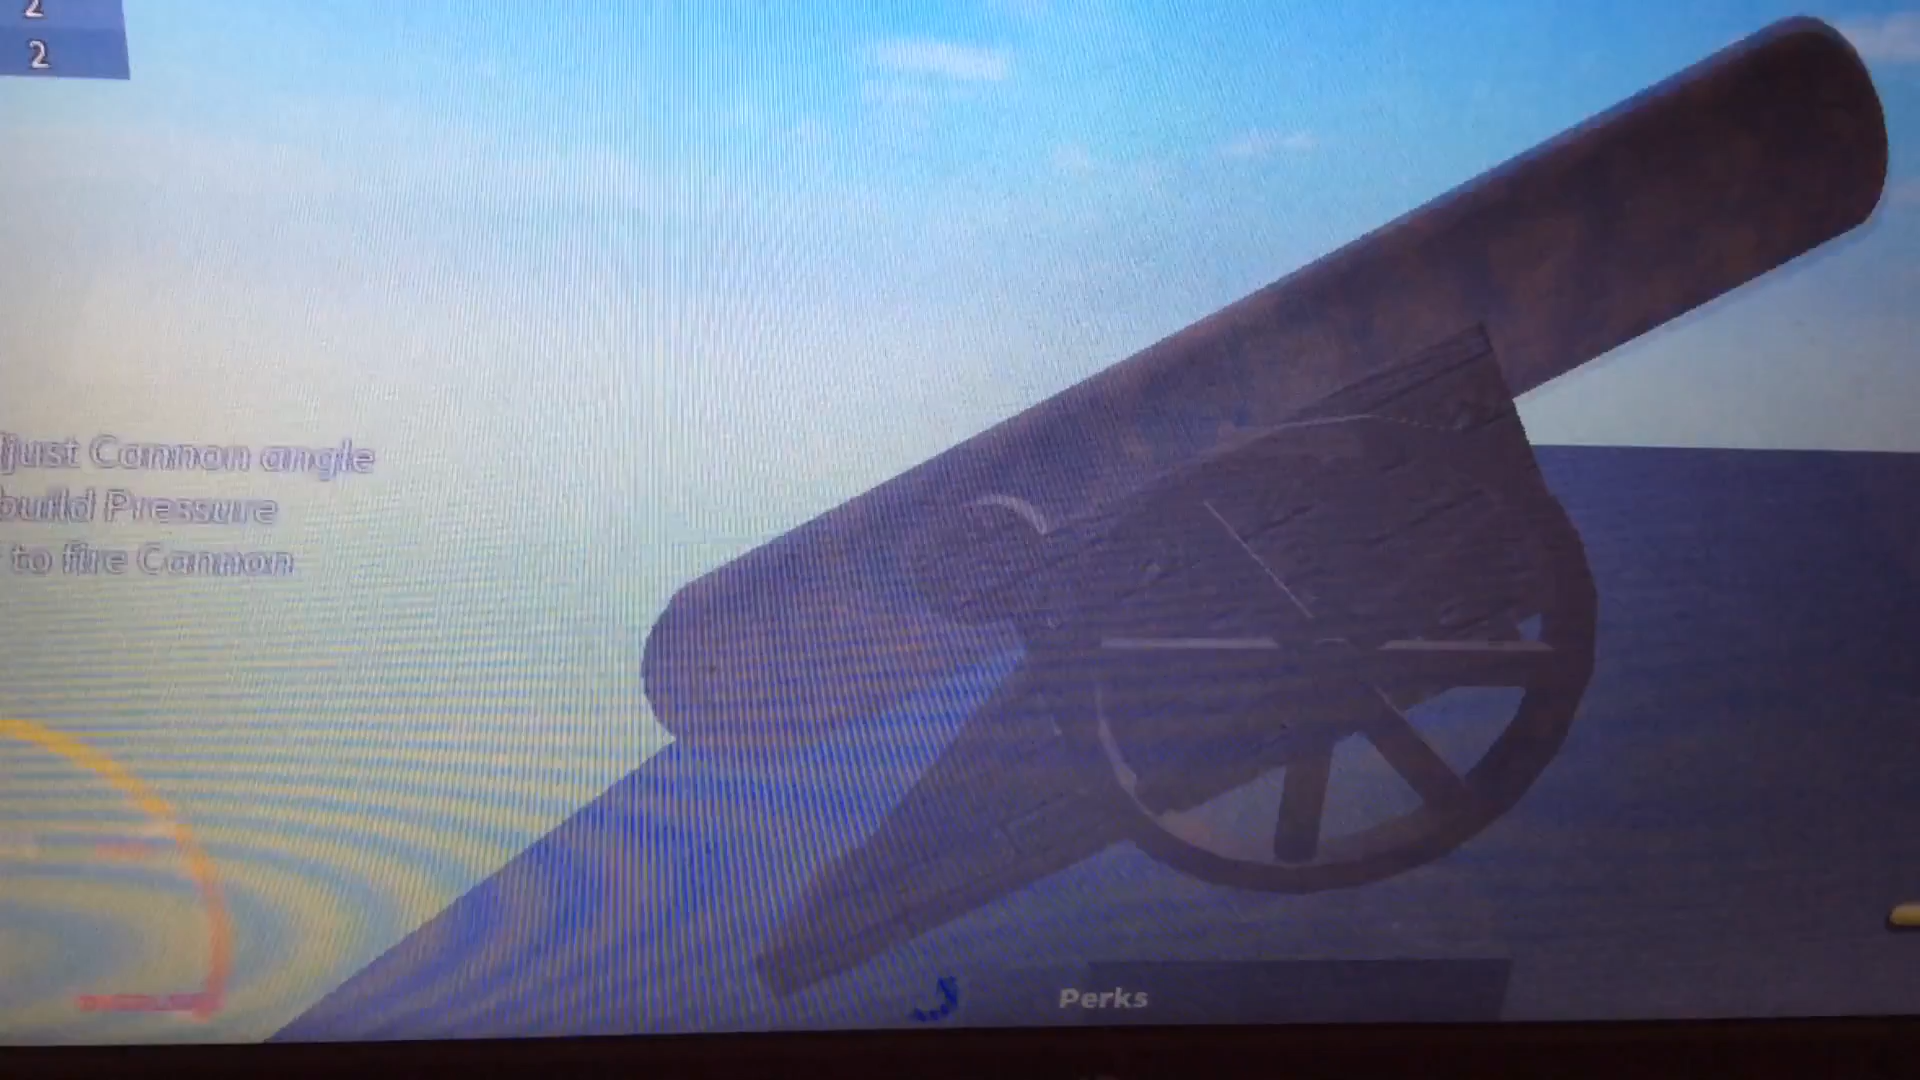 2
2
just Cannon angle
build Pressure
to fire Cannon
Perks